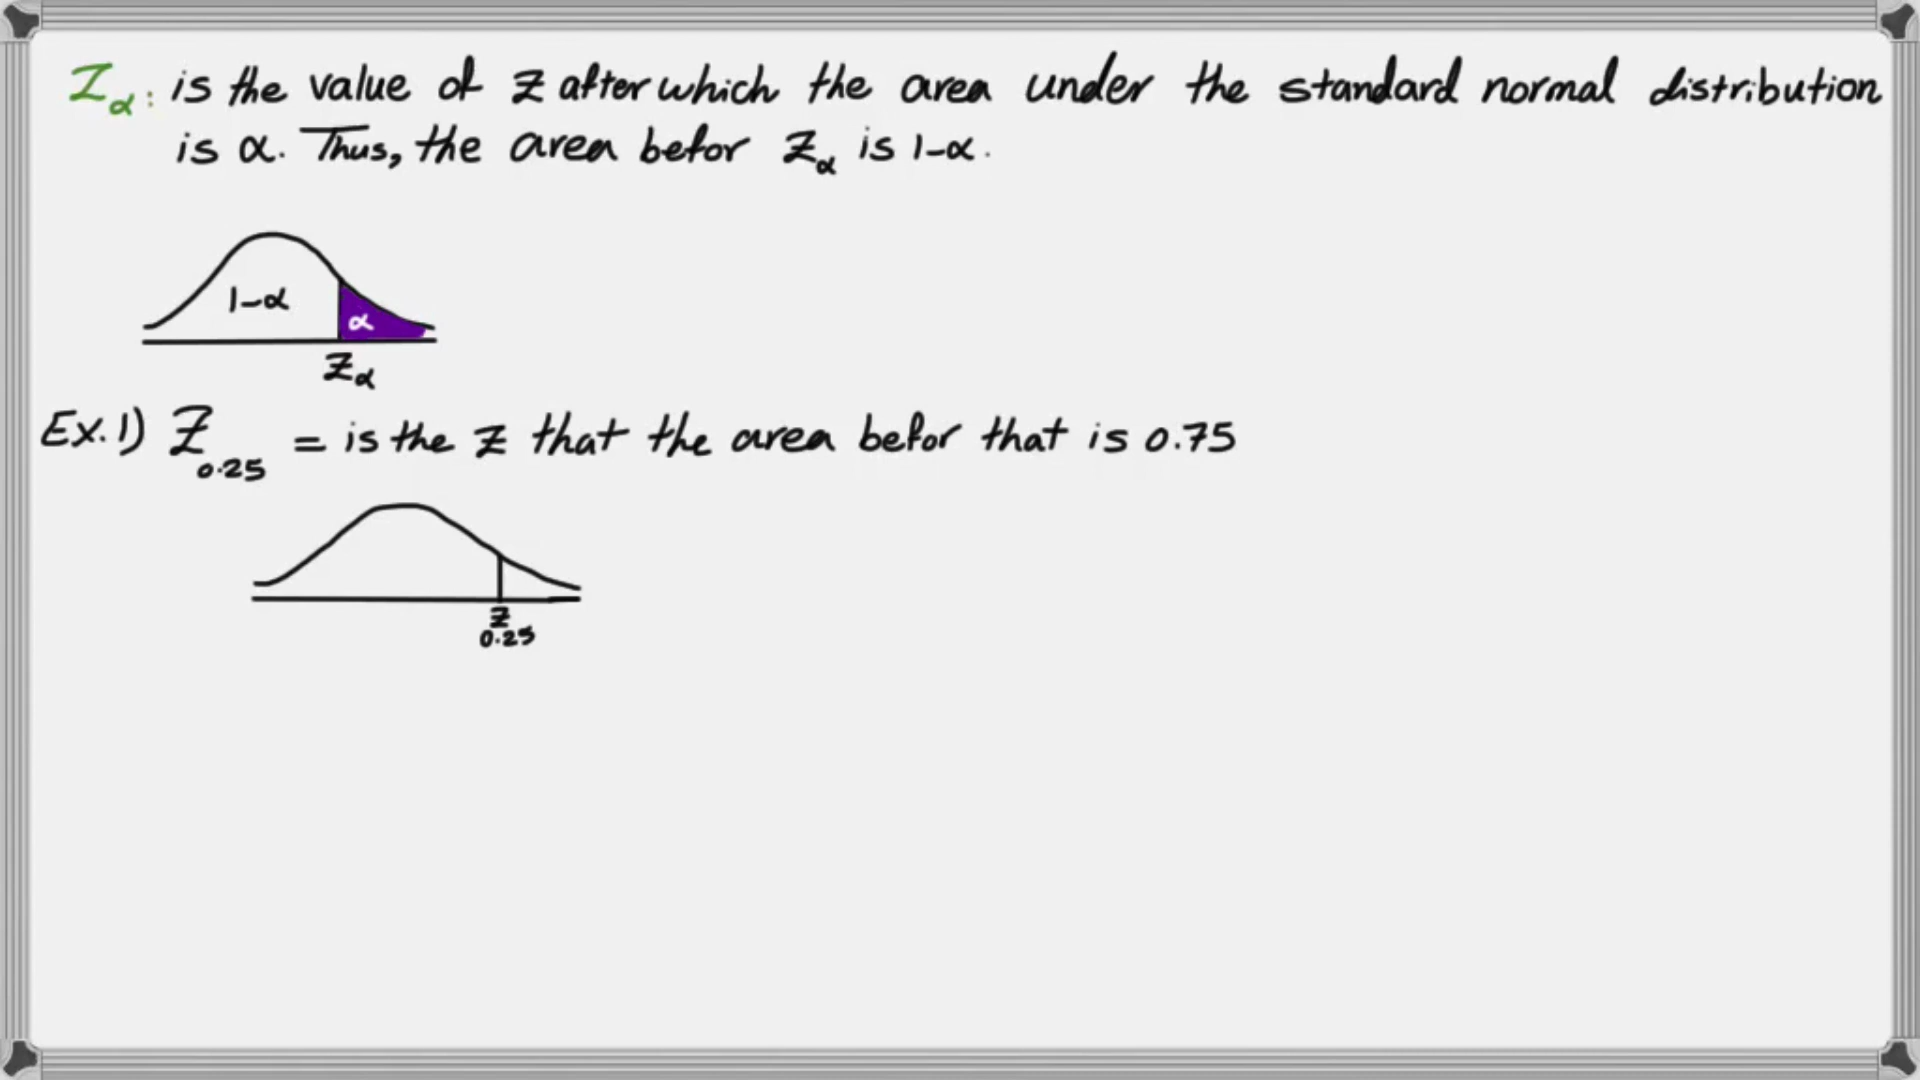 Zα: is the value of Z after which the area under the standard normal distribution
is α. Thus, the area befor Zα is 1-α.
1-α
α
Zα
Ex.1) Z0.25 = is the Z that the area befor that is 0.75
Z
0.25